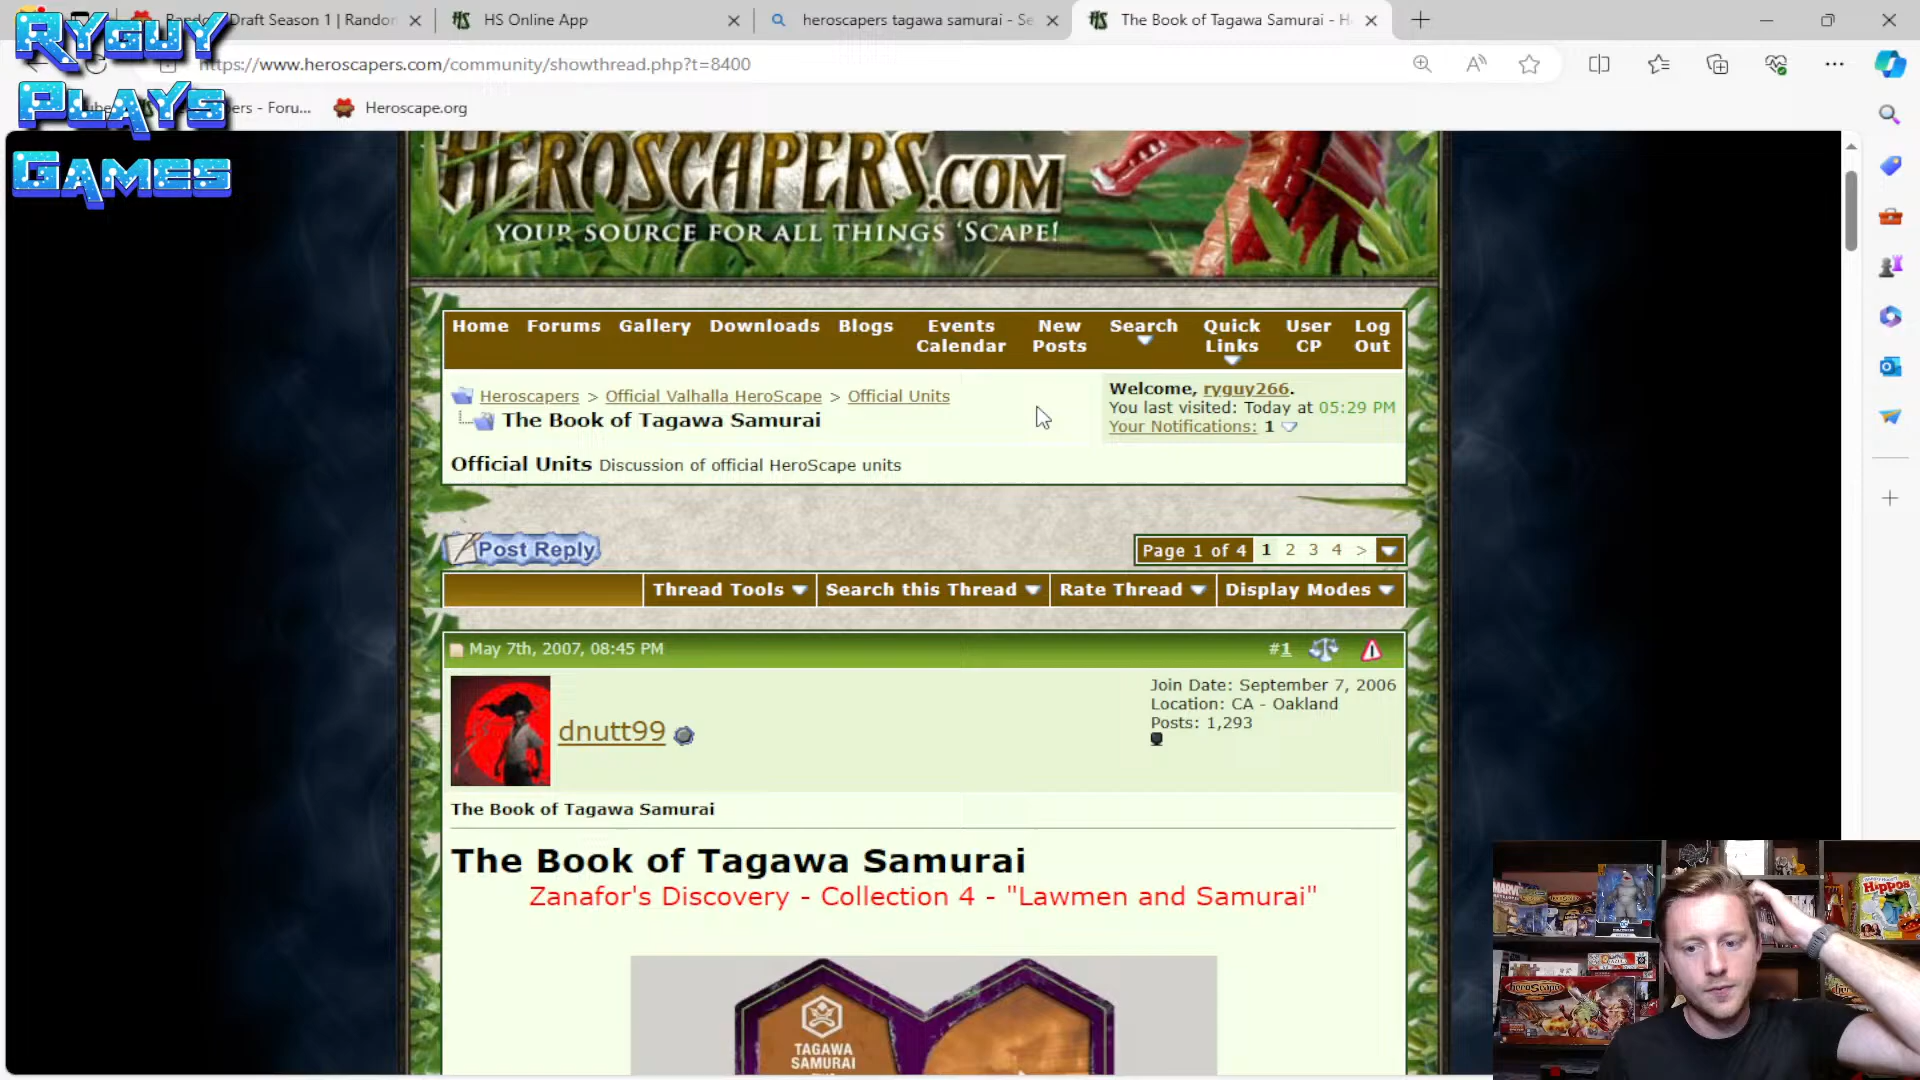 Draft Season 1 | Randon
HS Online App
heroscapers tagawa samurai - Se
The Book of Tagawa Samurai - H
RYGUY
PLAYS
GAMES
https://www.heroscapers.com/community/showthread.php?t=8400
Foru...
Heroscape.org
HEROSCAPERS.COM
YOUR SOURCE FOR ALL THINGS 'SCAPE!
Home Forums Gallery Downloads Blogs Events Calendar New Posts Search Quick Links User CP Log Out
Heroscapers > Official Valhalla HeroScape > Official Units
The Book of Tagawa Samurai
Welcome, ryguy266.
You last visited: Today at 05:29 PM
Your Notifications: 1
Official Units Discussion of official HeroScape units
Post Reply
Page 1 of 4 1 2 3 4 >
Thread Tools Search this Thread Rate Thread Display Modes
May 7th, 2007, 08:45 PM
#1
dnutt99
Join Date: September 7, 2006
Location: CA - Oakland
Posts: 1,293
The Book of Tagawa Samurai
The Book of Tagawa Samurai
Zanafor's Discovery - Collection 4 - "Lawmen and Samurai"
TAGAWA
SAMURAI
HiPPOS
heroScape